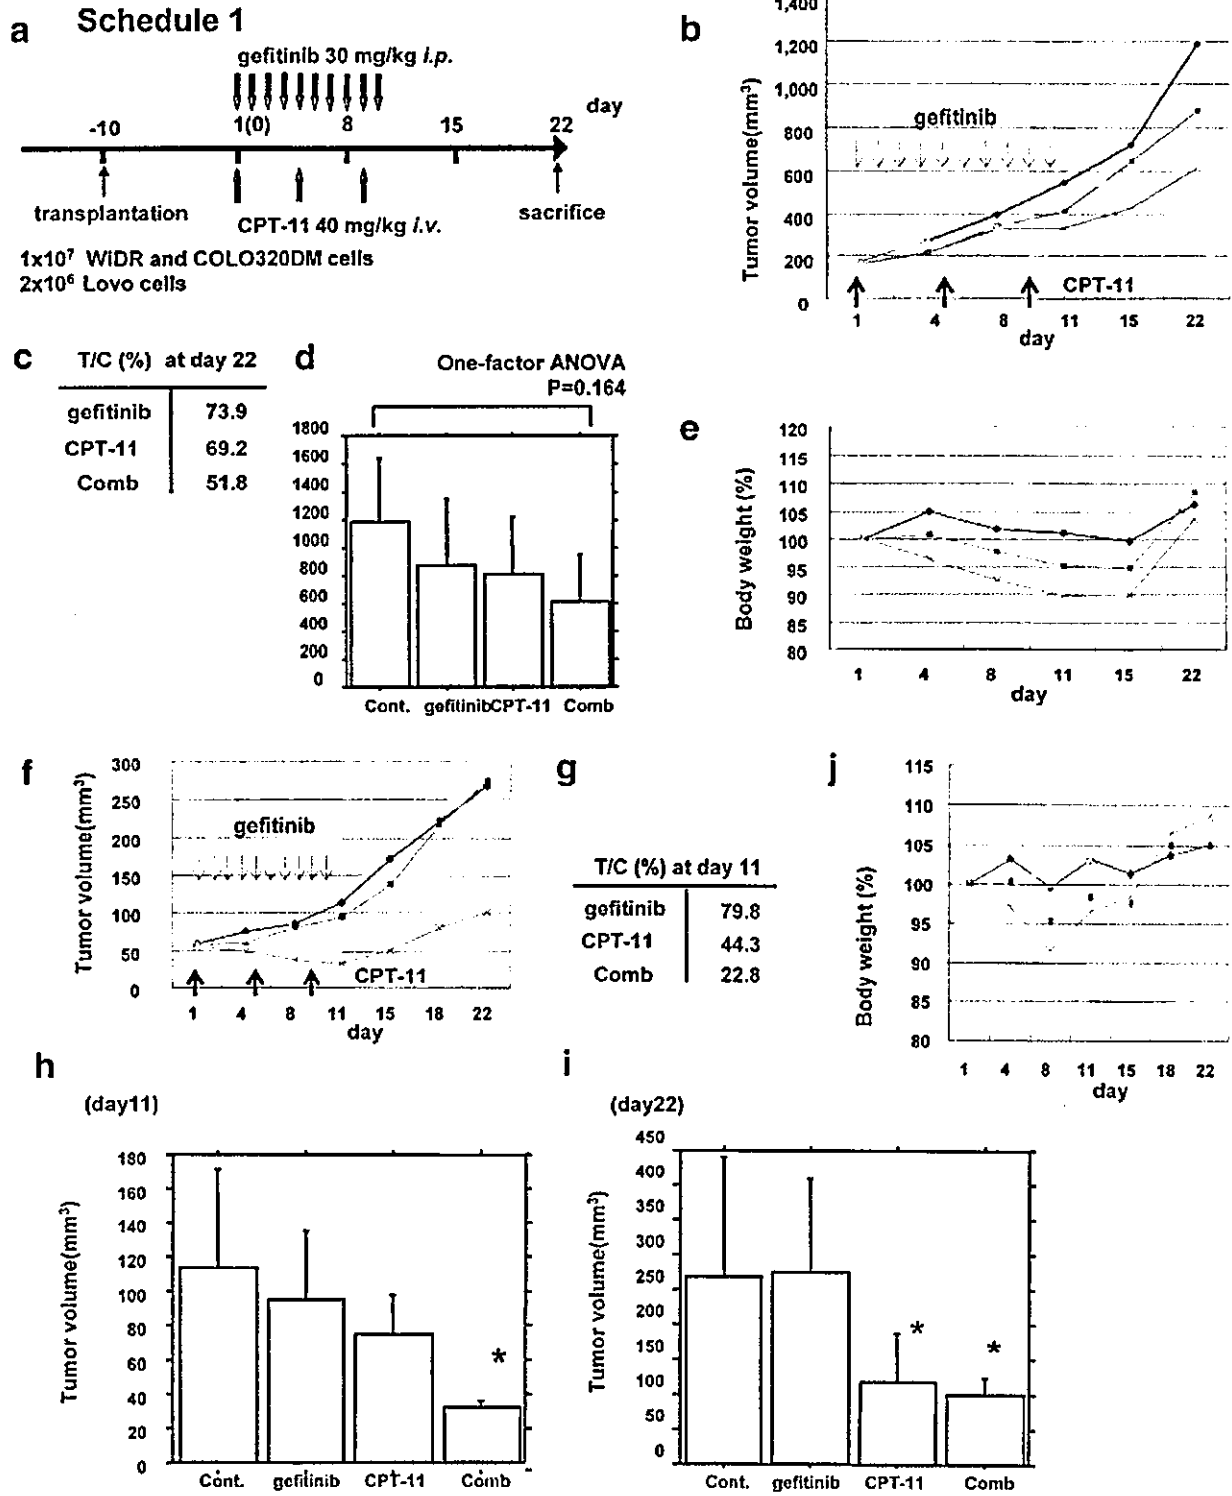 a
Schedule 1
gefitinib 30 mg/kg i.p.
day
-10 1(0) 8 15 22
transplantation
sacrifice
CPT-11 40 mg/kg i.v.
1x10⁷ WiDR and COLO320DM cells
2x10⁶ Lovo cells
b
Tumor volume(mm³)
1,400
1,200
1,000
800
600
400
200
0
gefitinib
CPT-11
1 4 8 11 15 22
day
c
T/C (%) at day 22
gefitinib 73.9
CPT-11 69.2
Comb 51.8
d
One-factor ANOVA
P=0.164
1800
1600
1400
1200
1000
800
600
400
200
0
Cont. gefitinib CPT-11 Comb
e
Body weight (%)
120
115
110
105
100
95
90
85
80
1 4 8 11 15 22
day
f
Tumor volume(mm³)
300
250
200
150
100
50
0
gefitinib
CPT-11
1 4 8 11 15 18 22
day
g
T/C (%) at day 11
gefitinib 79.8
CPT-11 44.3
Comb 22.8
j
Body weight (%)
115
110
105
100
95
90
85
80
1 4 8 11 15 18 22
day
h
(day11)
Tumor volume(mm³)
180
160
140
120
100
80
60
40
20
0
*
Cont. gefitinib CPT-11 Comb
i
(day22)
Tumor volume(mm³)
450
400
350
300
250
200
150
100
50
0
*
*
Cont. gefitinib CPT-11 Comb